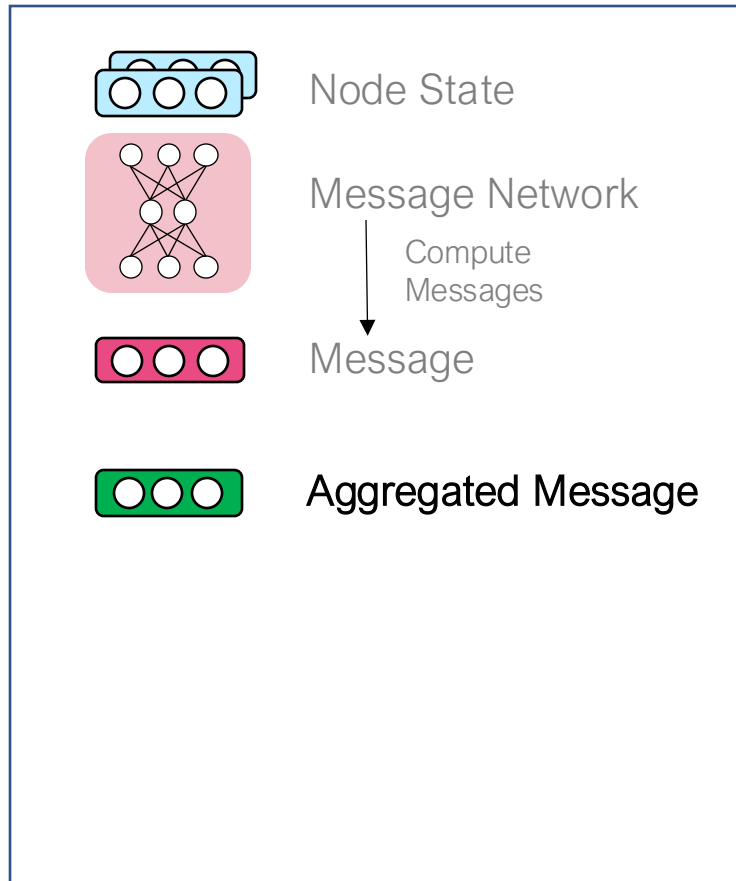 Node State
Message Network
Compute
Messages
Message
Aggregated Message